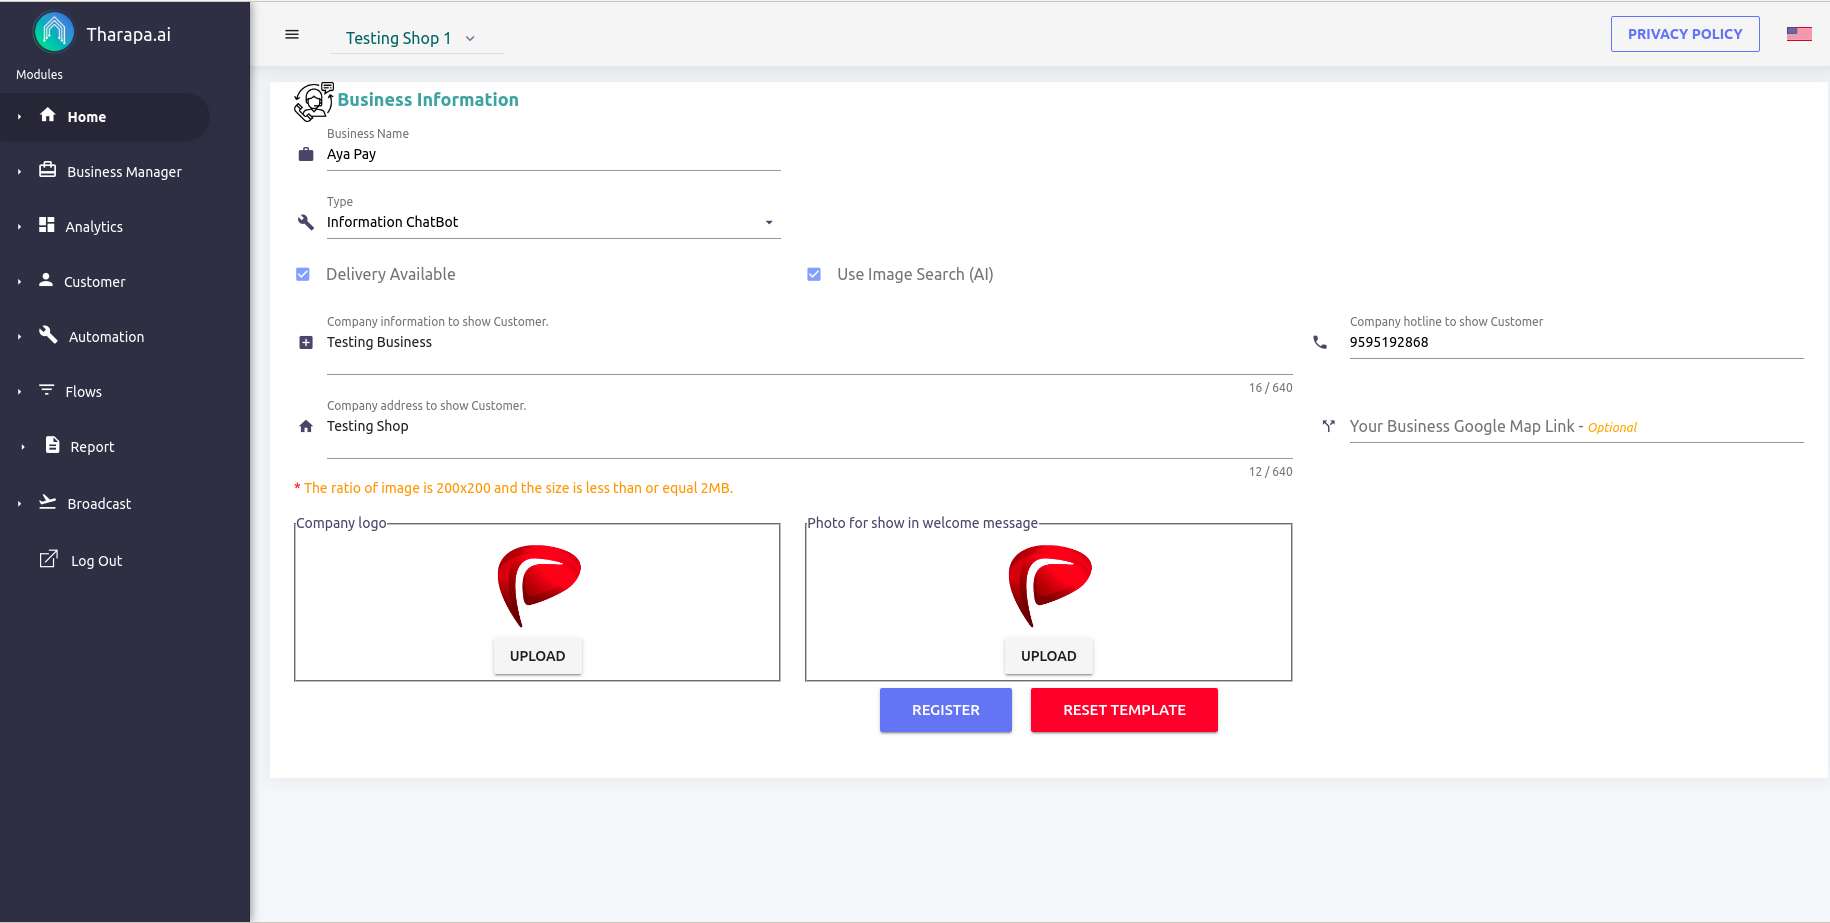 Tharapa.ai
Modules
Home
Business Manager
Analytics
Customer
Automation
Flows
Report
Broadcast
Log Out
Testing Shop 1
PRIVACY POLICY
Business Information
Business Name
Aya Pay
Type
Information ChatBot
Delivery Available
Use Image Search (AI)
Company information to show Customer.
Testing Business
16 / 640
Company hotline to show Customer
9595192868
Company address to show Customer.
Testing Shop
12 / 640
Your Business Google Map Link - Optional
* The ratio of image is 200x200 and the size is less than or equal 2MB.
Company logo
UPLOAD
Photo for show in welcome message
UPLOAD
REGISTER
RESET TEMPLATE